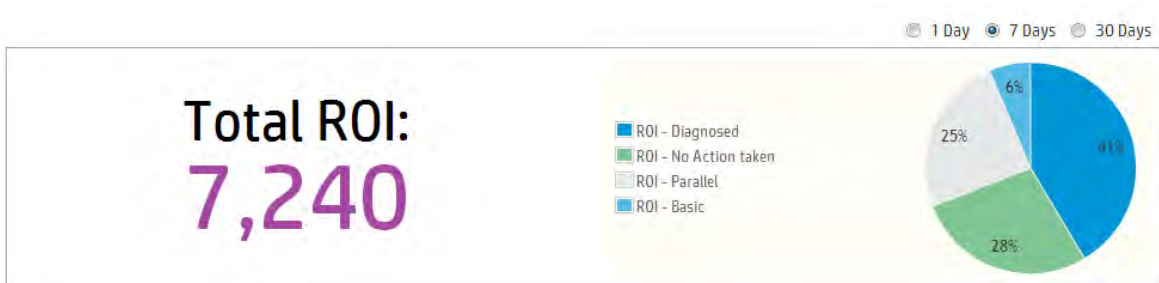 1 Day 7 Days 30 Days
Total ROI:
7,240
ROI - Diagnosed
ROI - No Action taken
ROI - Parallel
ROI - Basic
6%
25%
41%
28%